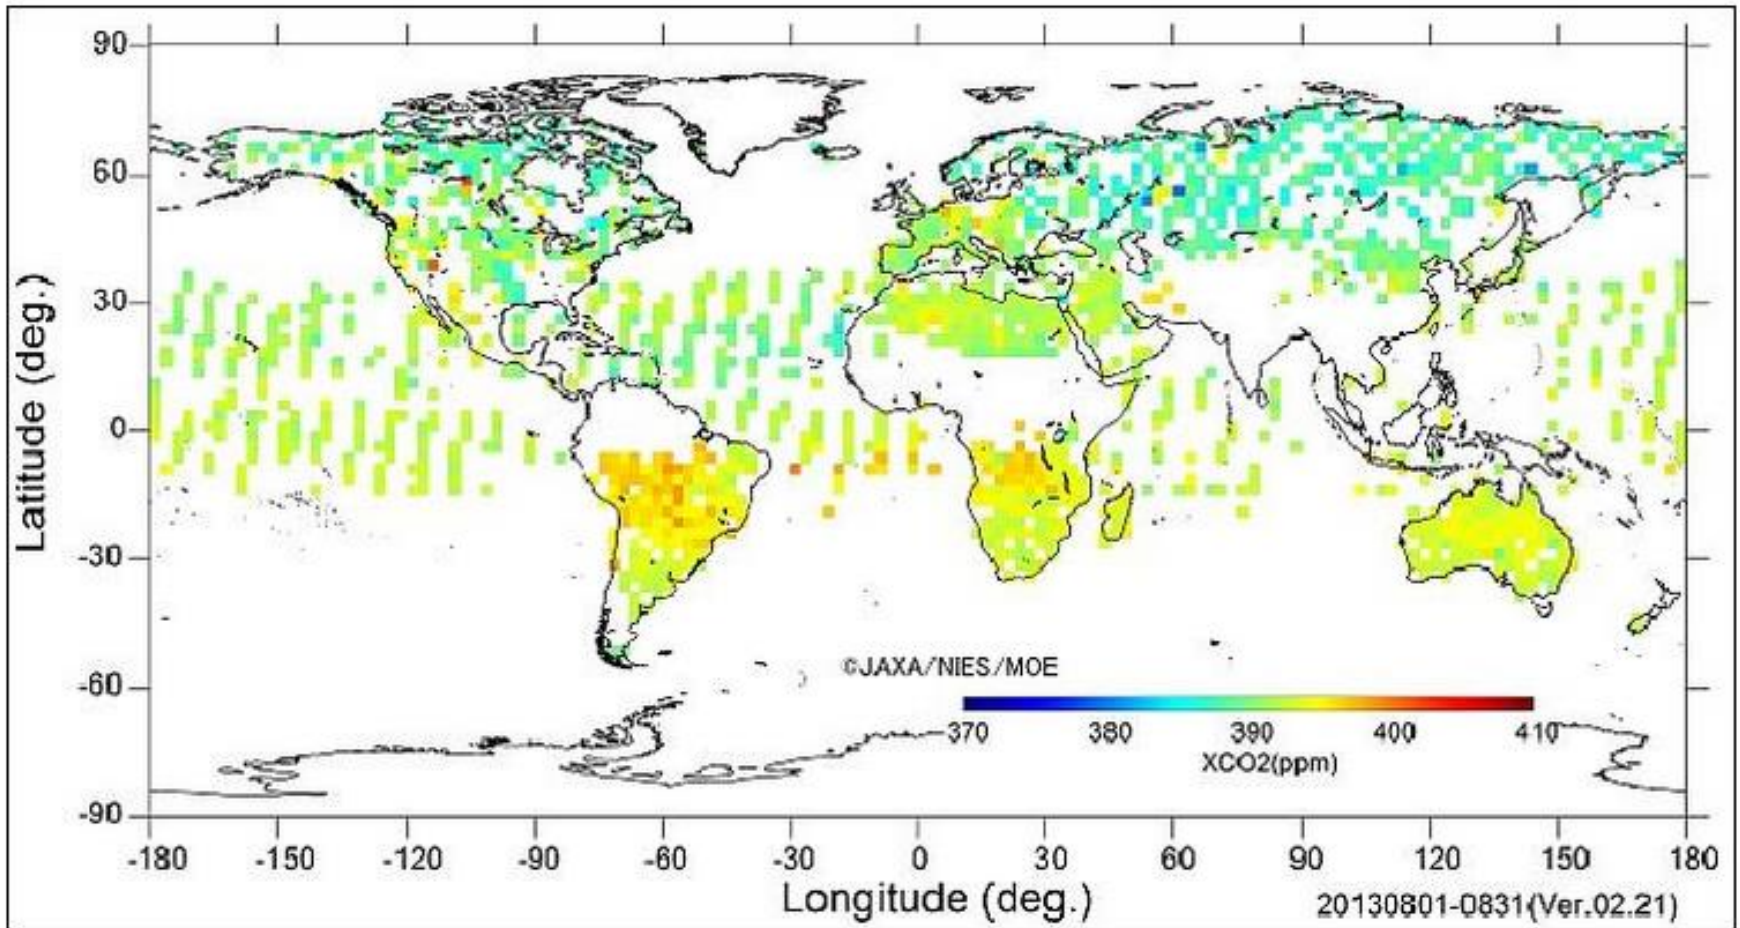 90
60
30
0
-30
-60
-90
Latitude (deg.)
©JAXA/NIES/MOE
370 380 390 400 410
XCO2(ppm)
-180 -150 -120 -90 -60 -30 0 30 60 90 120 150 180
Longitude (deg.)
20130801-0831(Ver.02.21)